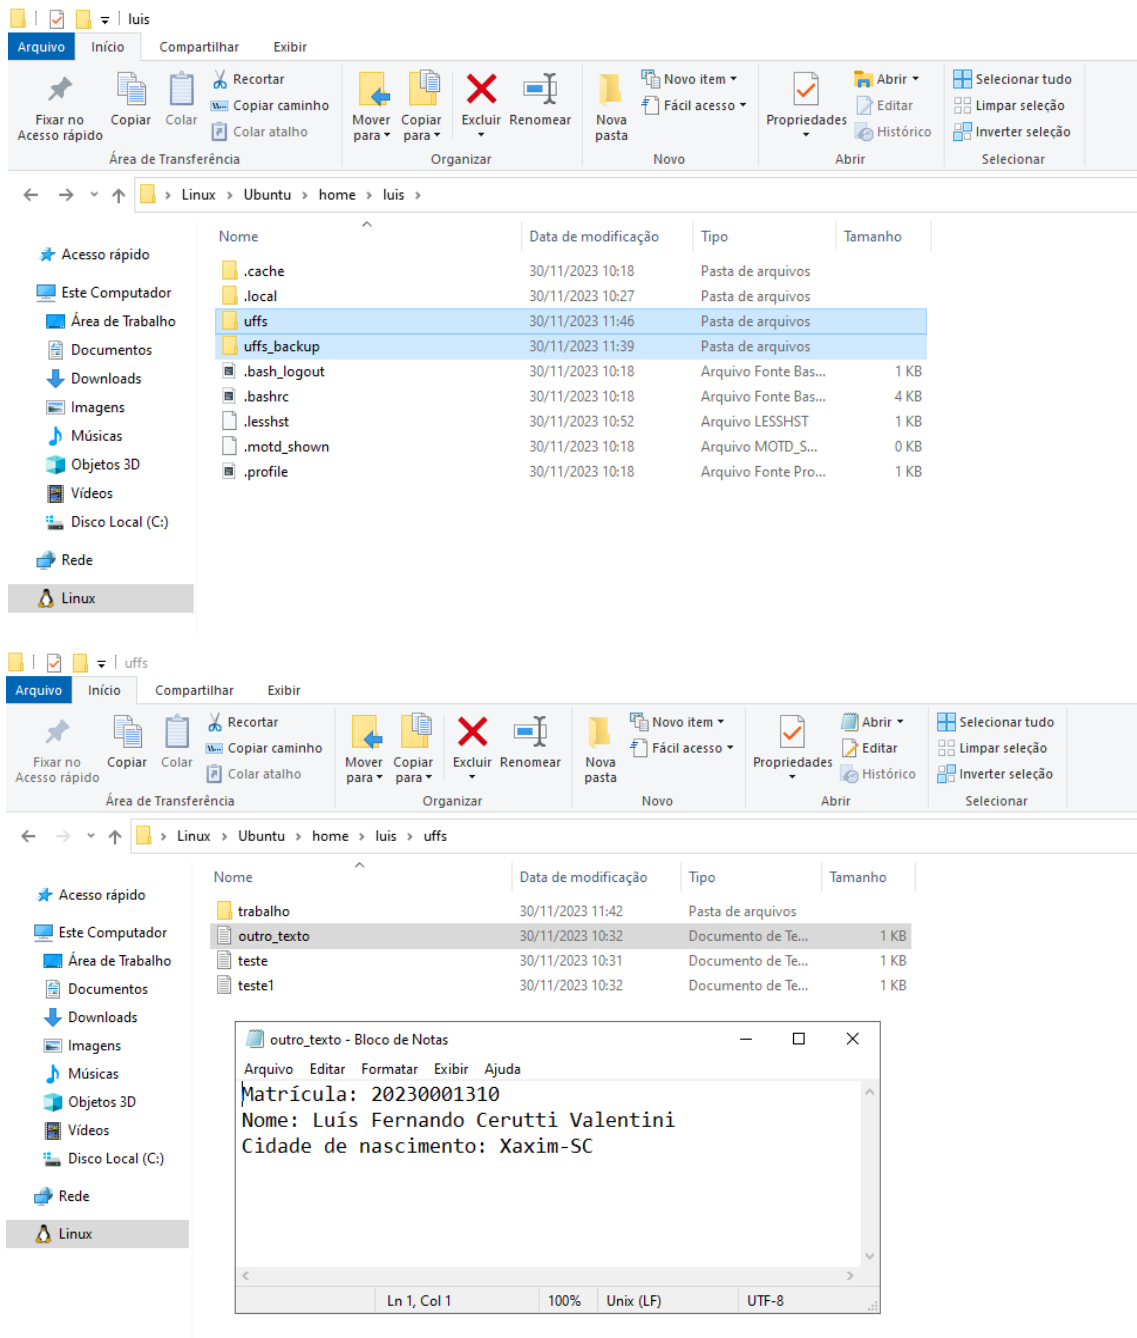 luis
Arquivo Início Compartilhar Exibir
Fixar no Acesso rápido
Copiar
Colar
Recortar
Copiar caminho
Colar atalho
Mover para
Copiar para
Excluir
Renomear
Nova pasta
Novo item
Fácil acesso
Propriedades
Abrir
Editar
Histórico
Selecionar tudo
Limpar seleção
Inverter seleção
Área de Transferência Organizar Novo Abrir Selecionar
Linux > Ubuntu > home > luis >
Nome Data de modificação Tipo Tamanho
.cache 30/11/2023 10:18 Pasta de arquivos
.local 30/11/2023 10:27 Pasta de arquivos
uffs 30/11/2023 11:46 Pasta de arquivos
uffs_backup 30/11/2023 11:39 Pasta de arquivos
.bash_logout 30/11/2023 10:18 Arquivo Fonte Bas... 1 KB
.bashrc 30/11/2023 10:18 Arquivo Fonte Bas... 4 KB
.lesshst 30/11/2023 10:52 Arquivo LESSHST 1 KB
.motd_shown 30/11/2023 10:18 Arquivo MOTD_S... 0 KB
.profile 30/11/2023 10:18 Arquivo Fonte Pro... 1 KB
Acesso rápido
Este Computador
Área de Trabalho
Documentos
Downloads
Imagens
Músicas
Objetos 3D
Vídeos
Disco Local (C:)
Rede
Linux
uffs
Arquivo Início Compartilhar Exibir
Fixar no Acesso rápido
Copiar
Colar
Recortar
Copiar caminho
Colar atalho
Mover para
Copiar para
Excluir
Renomear
Nova pasta
Novo item
Fácil acesso
Propriedades
Abrir
Editar
Histórico
Selecionar tudo
Limpar seleção
Inverter seleção
Área de Transferência Organizar Novo Abrir Selecionar
Linux > Ubuntu > home > luis > uffs
Nome Data de modificação Tipo Tamanho
trabalho 30/11/2023 11:42 Pasta de arquivos
outro_texto 30/11/2023 10:32 Documento de Te... 1 KB
teste 30/11/2023 10:31 Documento de Te... 1 KB
teste1 30/11/2023 10:32 Documento de Te... 1 KB
Acesso rápido
Este Computador
Área de Trabalho
Documentos
Downloads
Imagens
Músicas
Objetos 3D
Vídeos
Disco Local (C:)
Rede
Linux
outro_texto - Bloco de Notas
Arquivo Editar Formatar Exibir Ajuda
Matrícula: 20230001310
Nome: Luís Fernando Cerutti Valentini
Cidade de nascimento: Xaxim-SC
Ln 1, Col 1 100% Unix (LF) UTF-8